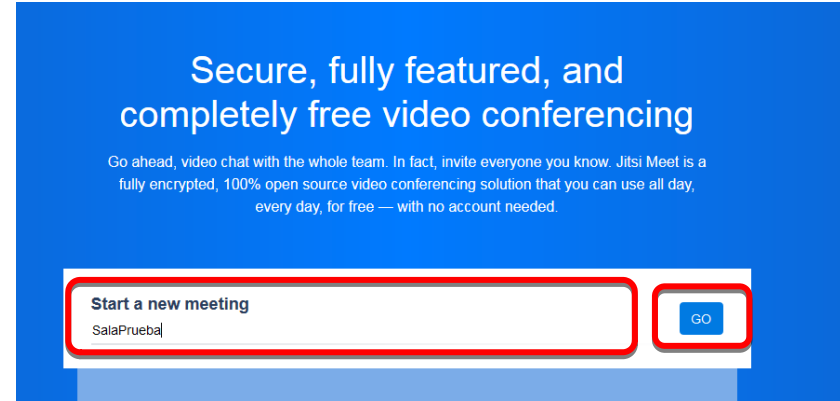 Secure, fully featured, and
completely free video conferencing
Go ahead, video chat with the whole team. In fact, invite everyone you know. Jitsi Meet is a
fully encrypted, 100% open source video conferencing solution that you can use all day,
every day, for free — with no account needed.
Start a new meeting
SalaPrueba
GO